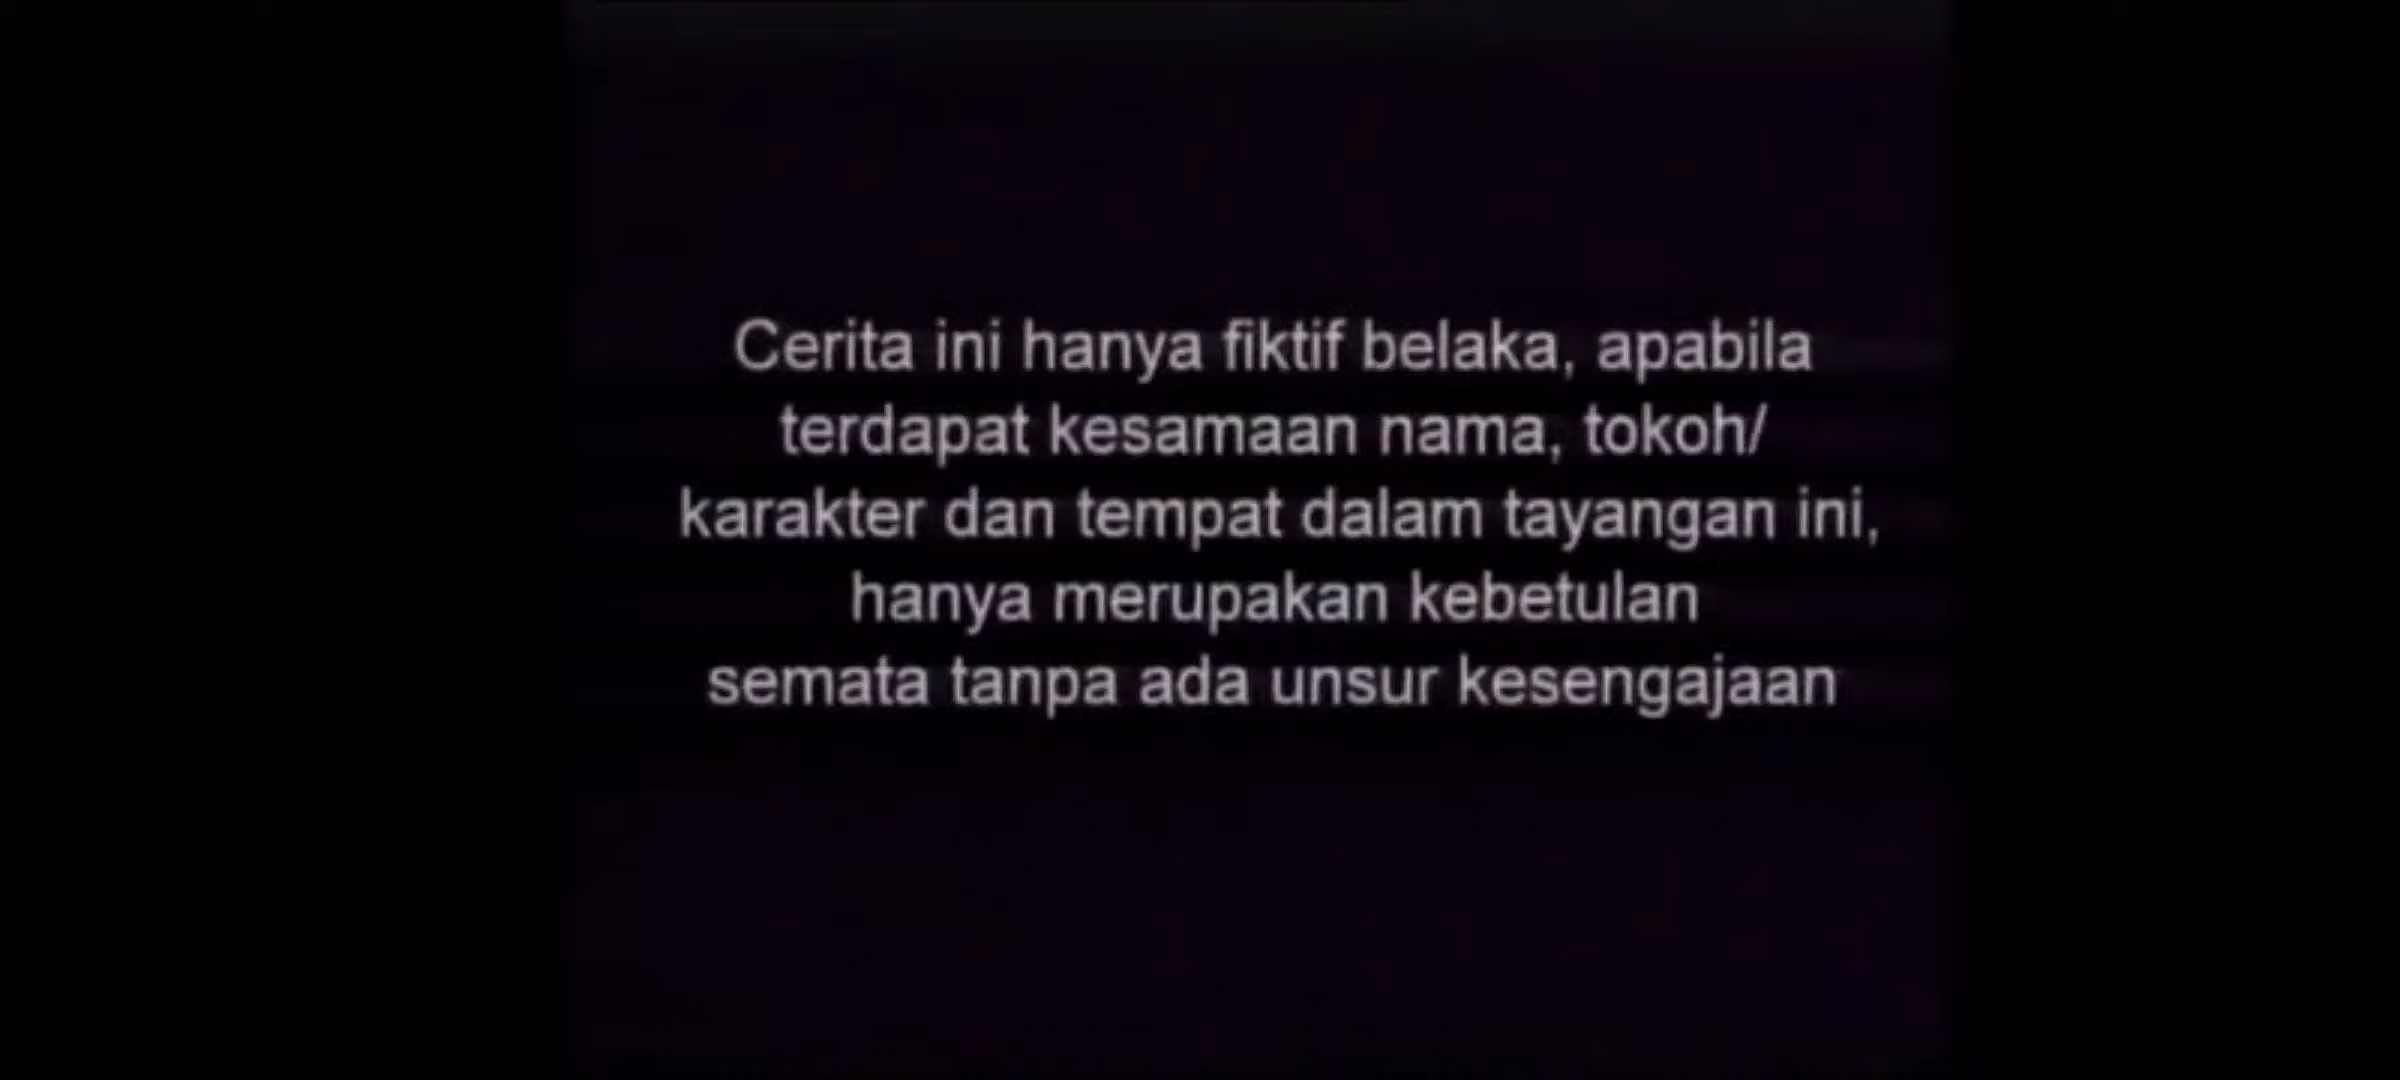 Cerita ini hanya fiktif belaka, apabila
terdapat kesamaan nama, tokoh/
karakter dan tempat dalam tayangan ini,
hanya merupakan kebetulan
semata tanpa ada unsur kesengajaan